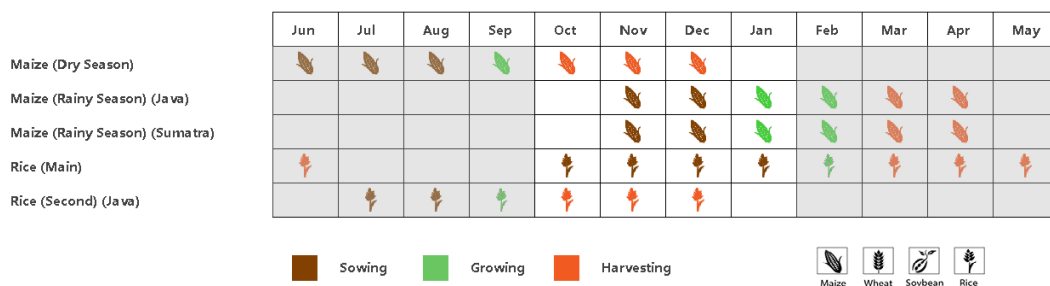 Jun Jul Aug Sep Oct Nov Dec Jan Feb Mar Apr May
Maize (Dry Season)
Maize (Rainy Season) (Java)
Maize (Rainy Season) (Sumatra)
Rice (Main)
Rice (Second) (Java)
Sowing Growing Harvesting
Maize Wheat Soybean Rice